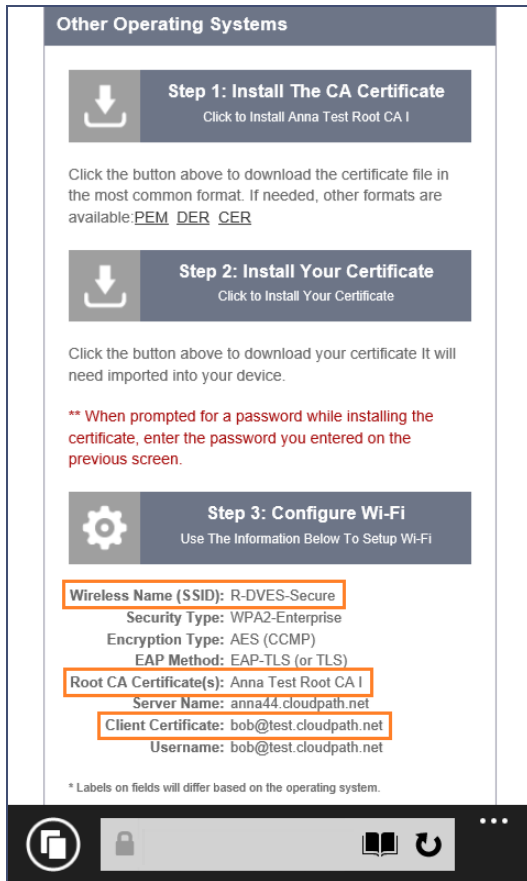 Other Operating Systems
Step 1: Install The CA Certificate
Click to Install Anna Test Root CA I
Click the button above to download the certificate file in
the most common format. If needed, other formats are
available:PEM DER CER
Step 2: Install Your Certificate
Click to Install Your Certificate
Click the button above to download your certificate It will
need imported into your device.
** When prompted for a password while installing the
certificate, enter the password you entered on the
previous screen.
Step 3: Configure Wi-Fi
Use The Information Below To Setup Wi-Fi
Wireless Name (SSID): R-DVES-Secure
Security Type: WPA2-Enterprise
Encryption Type: AES (CCMP)
EAP Method: EAP-TLS (or TLS)
Root CA Certificate(s): Anna Test Root CA I
Server Name: anna44.cloudpath.net
Client Certificate: bob@test.cloudpath.net
Username: bob@test.cloudpath.net
* Labels on fields will differ based on the operating system.